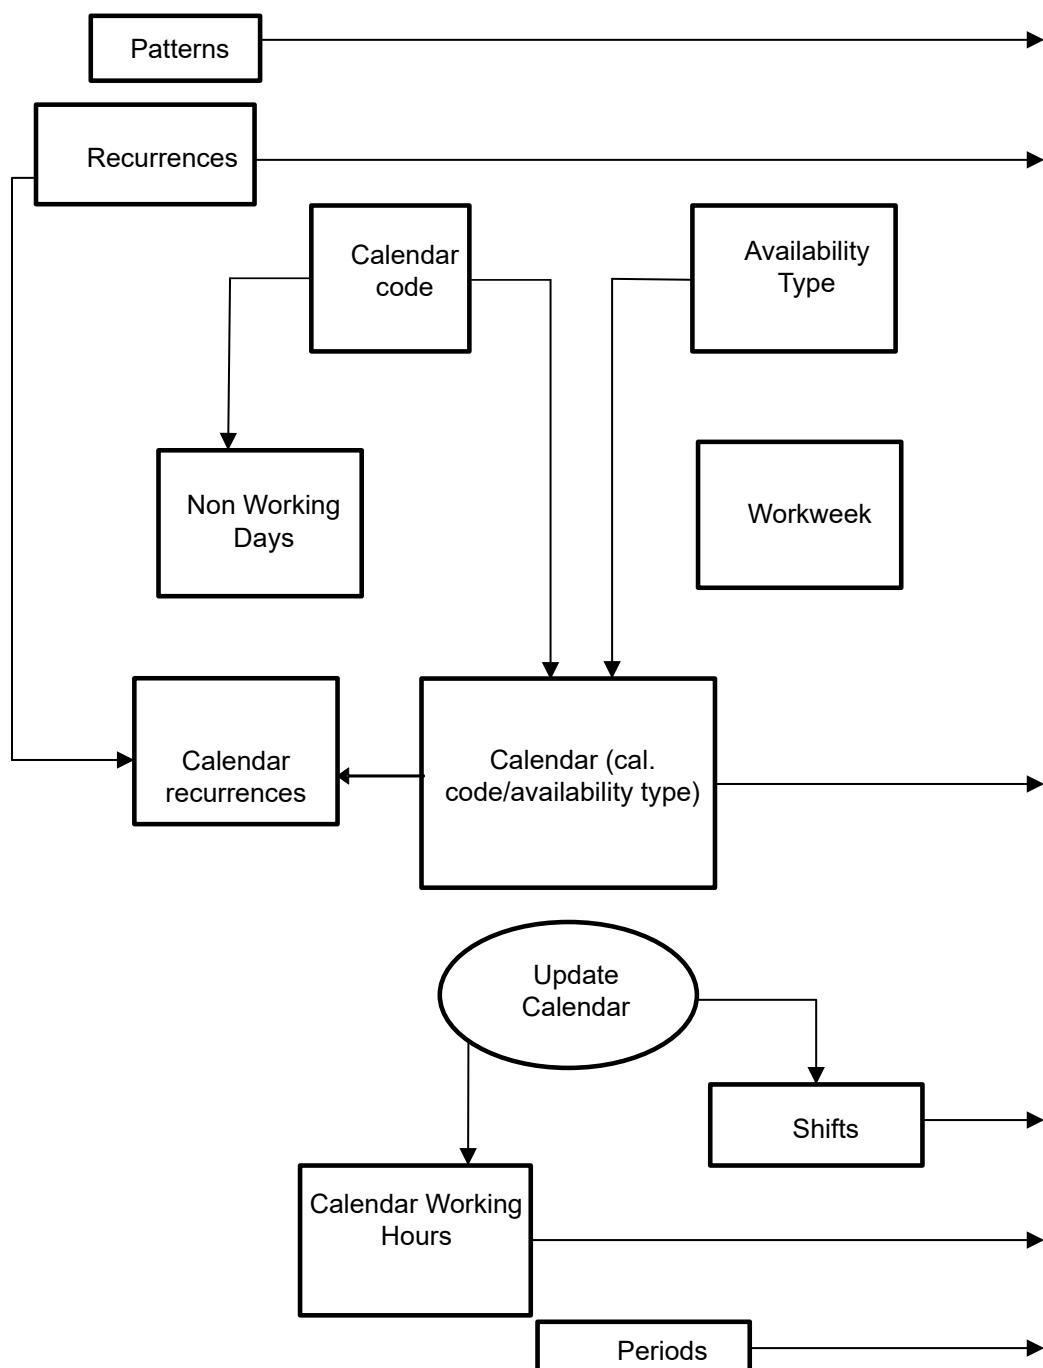 Patterns
Recurrences
Calendar
code
Availability
Type
Non Working
Days
Workweek
Calendar
recurrences
Calendar (cal.
code/availability type)
Update
Calendar
Shifts
Calendar Working
Hours
Periods